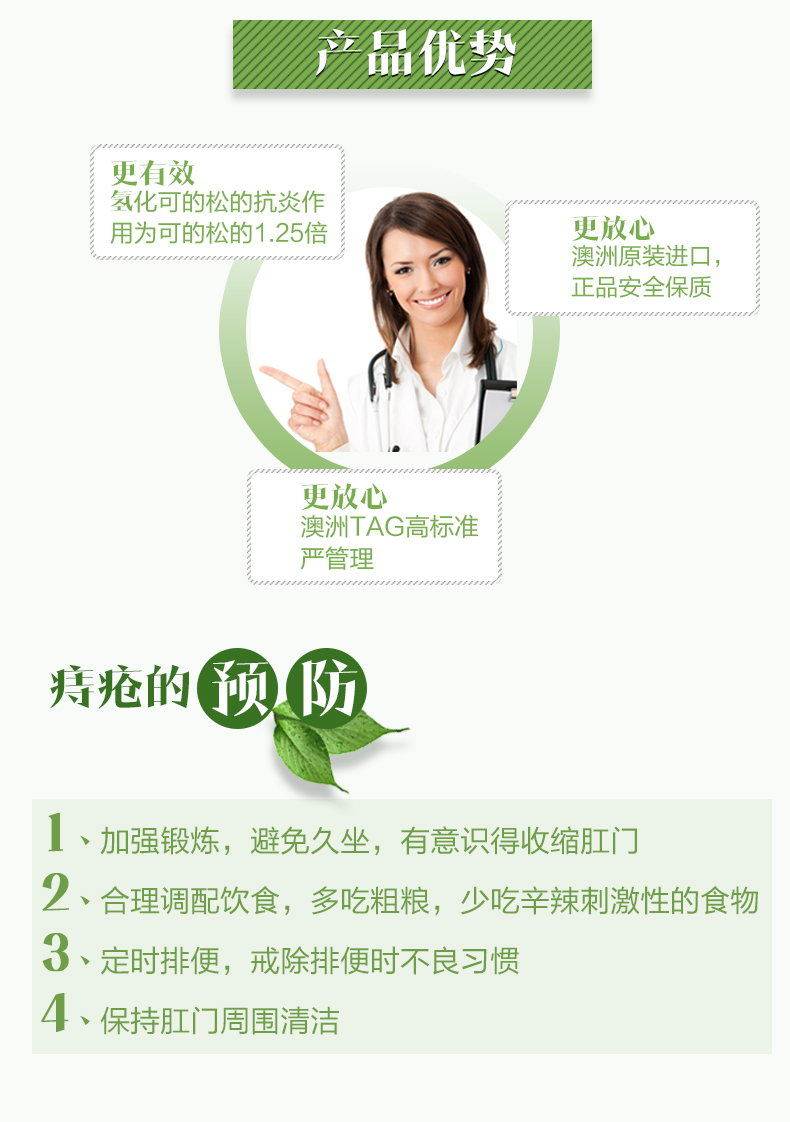 产品优势
更有效
氢化可的松的抗炎作
用为可的松的1.25倍
更放心
澳洲原装进口，
正品安全保质
更放心
澳洲TAG高标准
严管理
痔疮的预防
1、加强锻炼，避免久坐，有意识得收缩肛门
2、合理调配饮食，多吃粗粮，少吃辛辣刺激性的食物
3、定时排便，戒除排便时不良习惯
4、保持肛门周围清洁